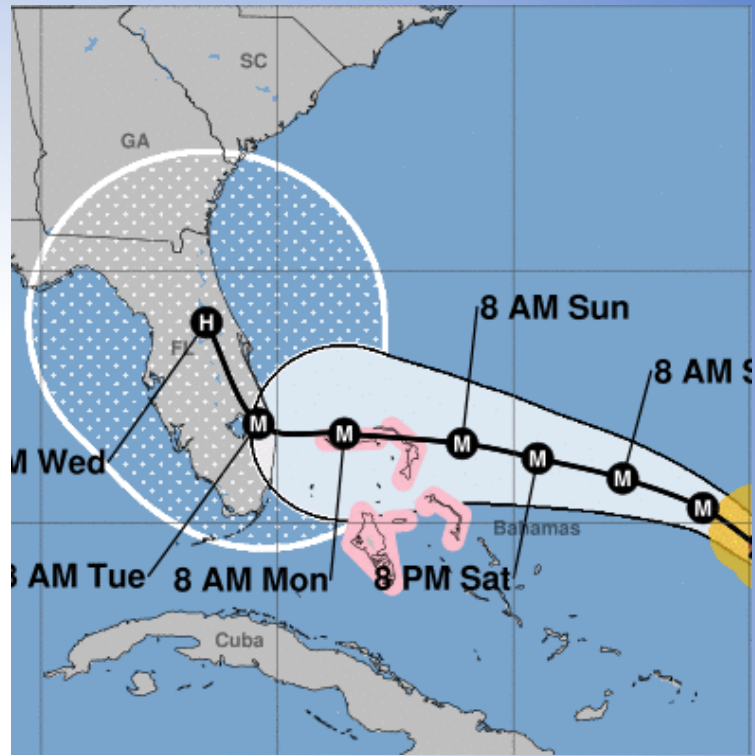 SC
GA
8 AM Sun
H
FL
8 AM S
M
M
M
M
M
M
M Wed
Bahamas
8 AM Tue
8 AM Mon
8 PM Sat
Cuba